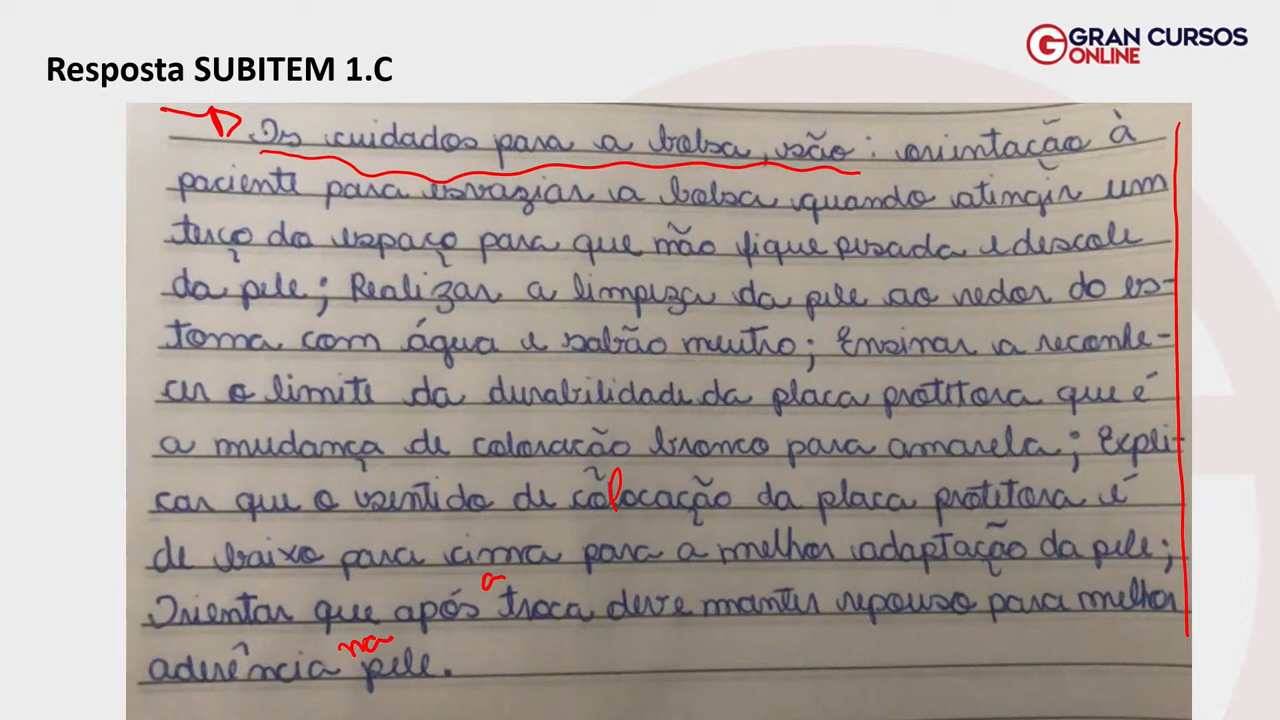 Resposta SUBITEM 1.C
GRAN CURSOS
ONLINE
Os cuidados para a bolsa, são: orientação à
paciente para esvaziar a bolsa quando atingir um
terço do espaço para que não fique pesada e descole
da pele; Realizar a limpeza da pele ao redor do es-
toma com água e sabão neutro; Ensinar a reconhe-
cer o limite da durabilidade da placa protetora que é
a mudança de coloração branco para amarela; Expli-
car que o sentido de colocação da placa protetora é
de baixo para cima para a melhor adaptação da pele;
a
Orientar que após troca deve manter repouso para melhor
na
aderência pele.